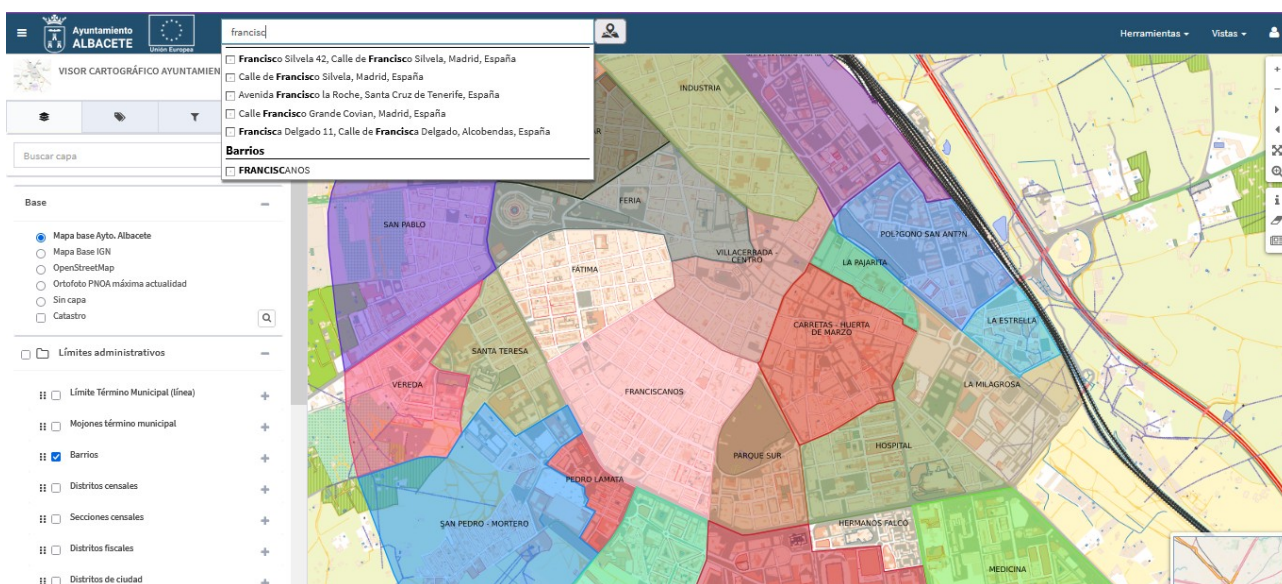 Ayuntamiento
ALBACETE
Unión Europea
francisc
Herramientas
Vistas
VISOR CARTOGRÁFICO AYUNTAMIEN
Francisco Silvela 42, Calle de Francisco Silvela, Madrid, España
Calle de Francisco Silvela, Madrid, España
Avenida Francisco la Roche, Santa Cruz de Tenerife, España
Calle Francisco Grande Covian, Madrid, España
Francisca Delgado 11, Calle de Francisca Delgado, Alcobendas, España
Barrios
FRANCISCANOS
Buscar capa
Base
Mapa base Ayto. Albacete
Mapa Base IGN
OpenStreetMap
Ortofoto PNOA máxima actualidad
Sin capa
Catastro
Límites administrativos
Límite Término Municipal (línea)
Mojones término municipal
Barrios
Distritos censales
Secciones censales
Distritos fiscales
Distritos de ciudad
INDUSTRIA
FERIA
SAN PABLO
POL?GONO SAN ANT?N
VILLACERRADA -
CENTRO
LA PAJARITA
FÁTIMA
LA ESTRELLA
CARRETAS - HUERTA
DE MARZO
SANTA TERESA
VEREDA
FRANCISCANOS
LA MILAGROSA
HOSPITAL
PARQUE SUR
PEDRO LAMATA
SAN PEDRO - MORTERO
HERMANOS FALCÓ
MEDICINA